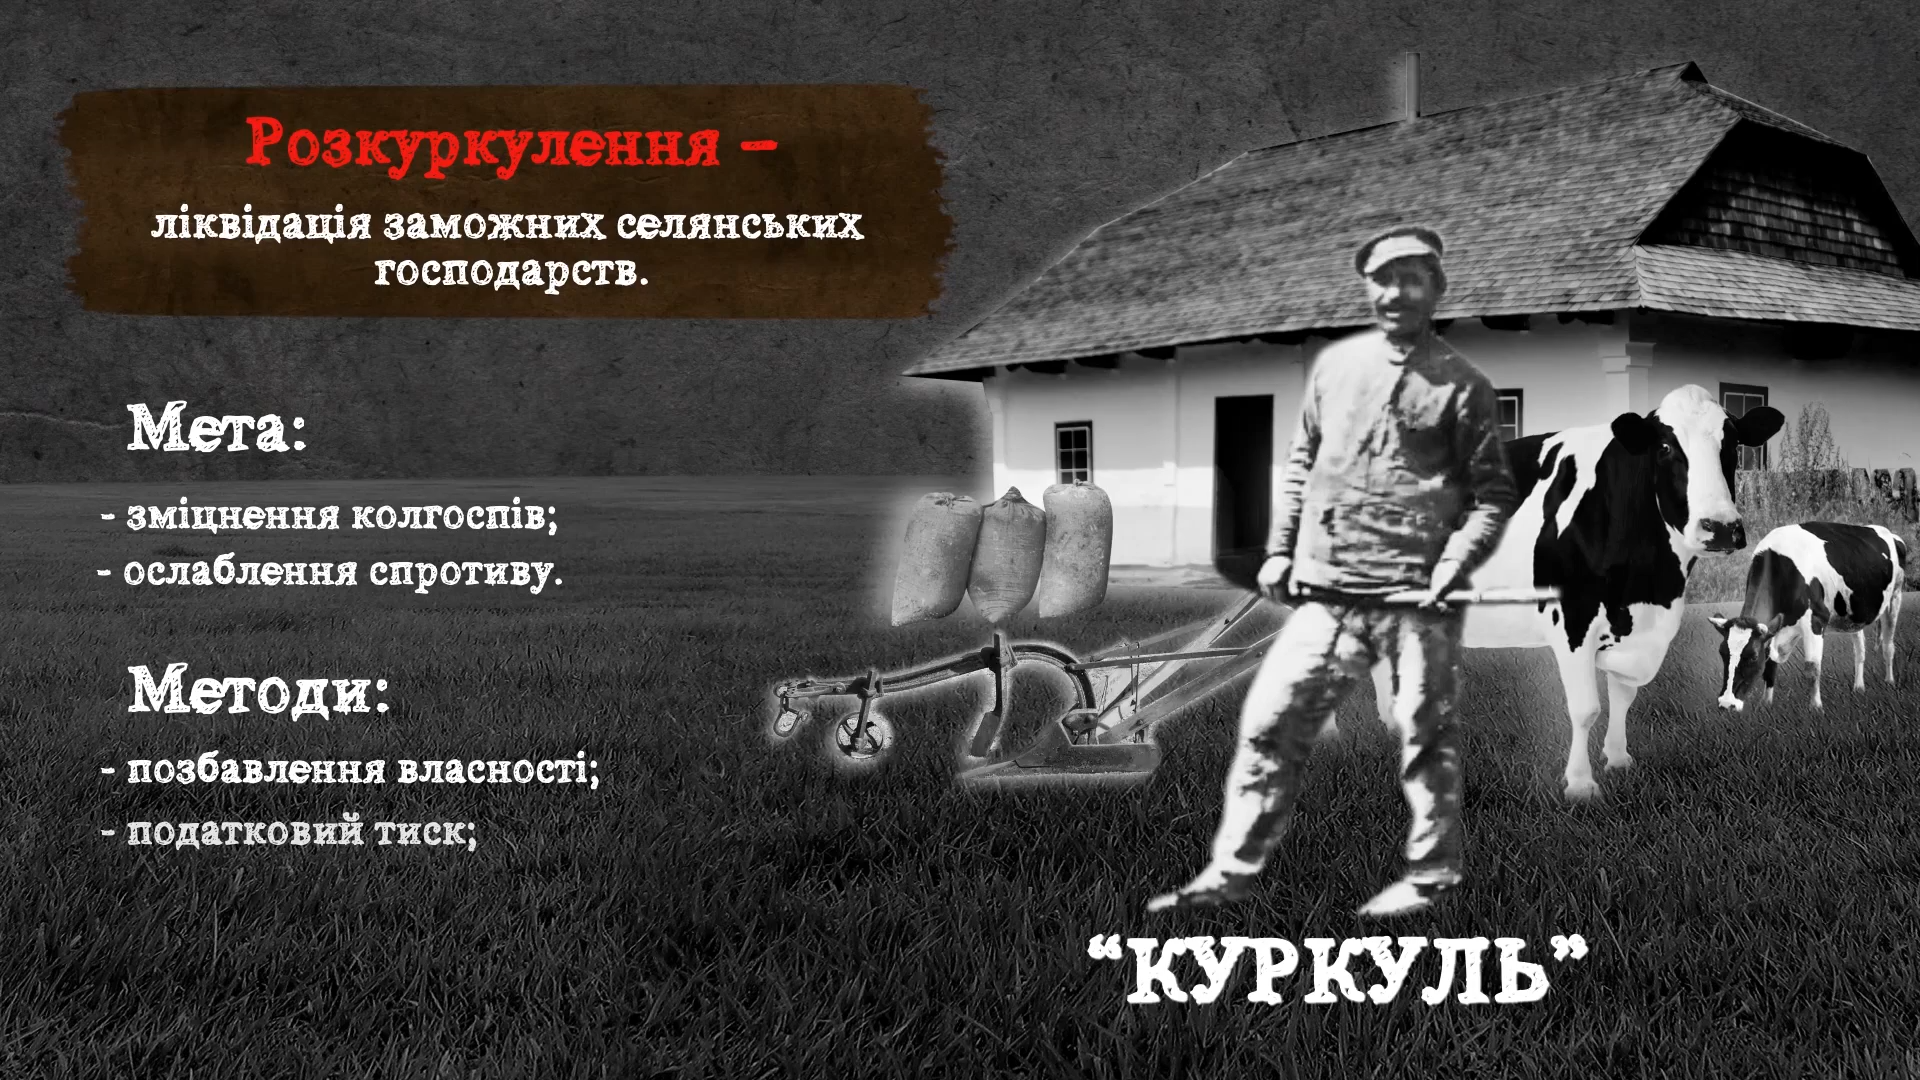 Розкуркулення –
ліквідація заможних селянських
господарств.
Мета:
- зміцнення колгоспів;
- ослаблення спротиву.
Методи:
- позбавлення власності;
- податковий тиск;
“КУРКУЛЬ”